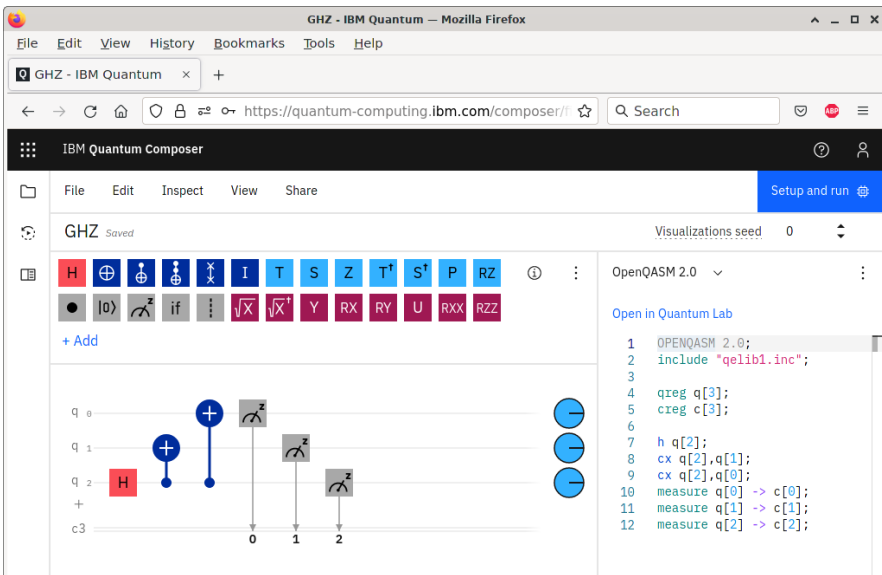 GHZ - IBM Quantum — Mozilla Firefox
File Edit View History Bookmarks Tools Help
Q GHZ - IBM Quantum × +
https://quantum-computing.ibm.com/composer/fi Search ABP
IBM Quantum Composer
File Edit Inspect View Share Setup and run
GHZ Saved Visualizations seed 0
H I T S Z T† S† P RZ
|0⟩ z if √X √X† Y RX RY U RXX RZZ
+ Add
q 0 z
q 1 z
q 2 H z
+
c3
0 1 2
OpenQASM 2.0
Open in Quantum Lab
1 OPENQASM 2.0;
2 include "qelib1.inc";
3
4 qreg q[3];
5 creg c[3];
6
7 h q[2];
8 cx q[2],q[1];
9 cx q[2],q[0];
10 measure q[0] -> c[0];
11 measure q[1] -> c[1];
12 measure q[2] -> c[2];